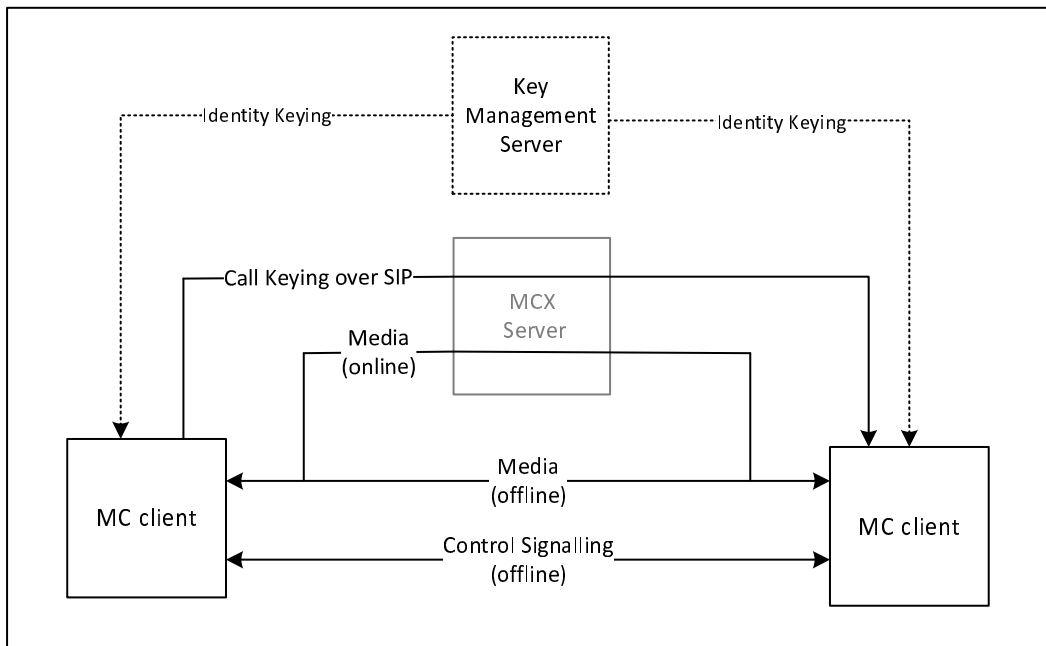 Key
Management
Server
Identity Keying
Identity Keying
Call Keying over SIP
MCX
Server
Media
(online)
Media
(offline)
MC client
MC client
Control Signalling
(offline)